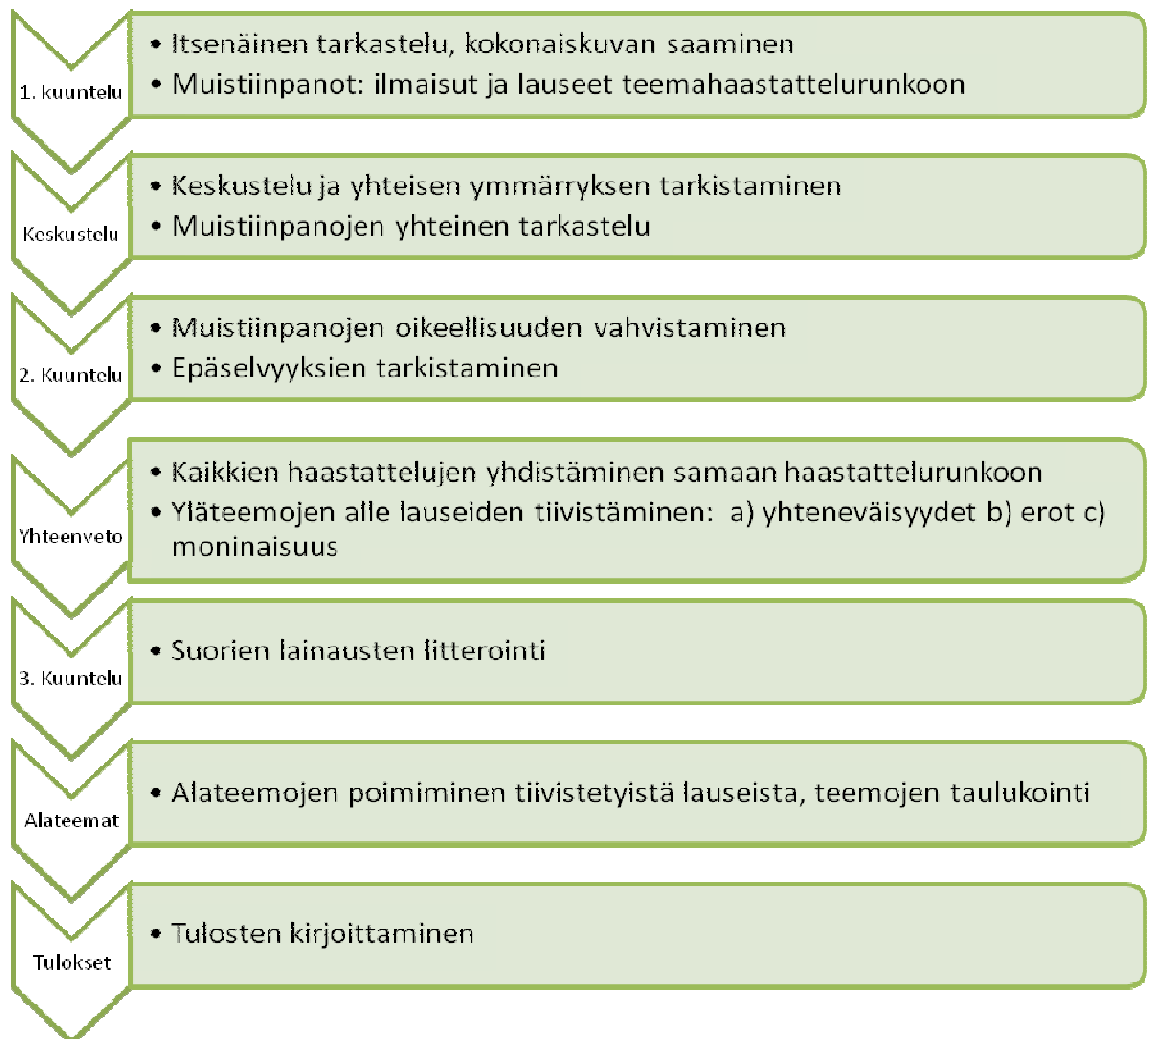 1. kuuntelu
• Itsenäinen tarkastelu, kokonaiskuvan saaminen
• Muistiinpanot: ilmaisut ja lauseet teemahaastattelurunkoon
Keskustelu
• Keskustelu ja yhteisen ymmärryksen tarkistaminen
• Muistiinpanojen yhteinen tarkastelu
2. Kuuntelu
• Muistiinpanojen oikeellisuuden vahvistaminen
• Epäselvyyksien tarkistaminen
Yhteenveto
• Kaikkien haastattelujen yhdistäminen samaan haastattelurunkoon
• Yläteemojen alle lauseiden tiivistäminen: a) yhteneväisyydet b) erot c)
moninaisuus
3. Kuuntelu
• Suorien lainausten litterointi
Alateemat
• Alateemojen poimiminen tiivistetyistä lauseista, teemojen taulukointi
Tulokset
• Tulosten kirjoittaminen